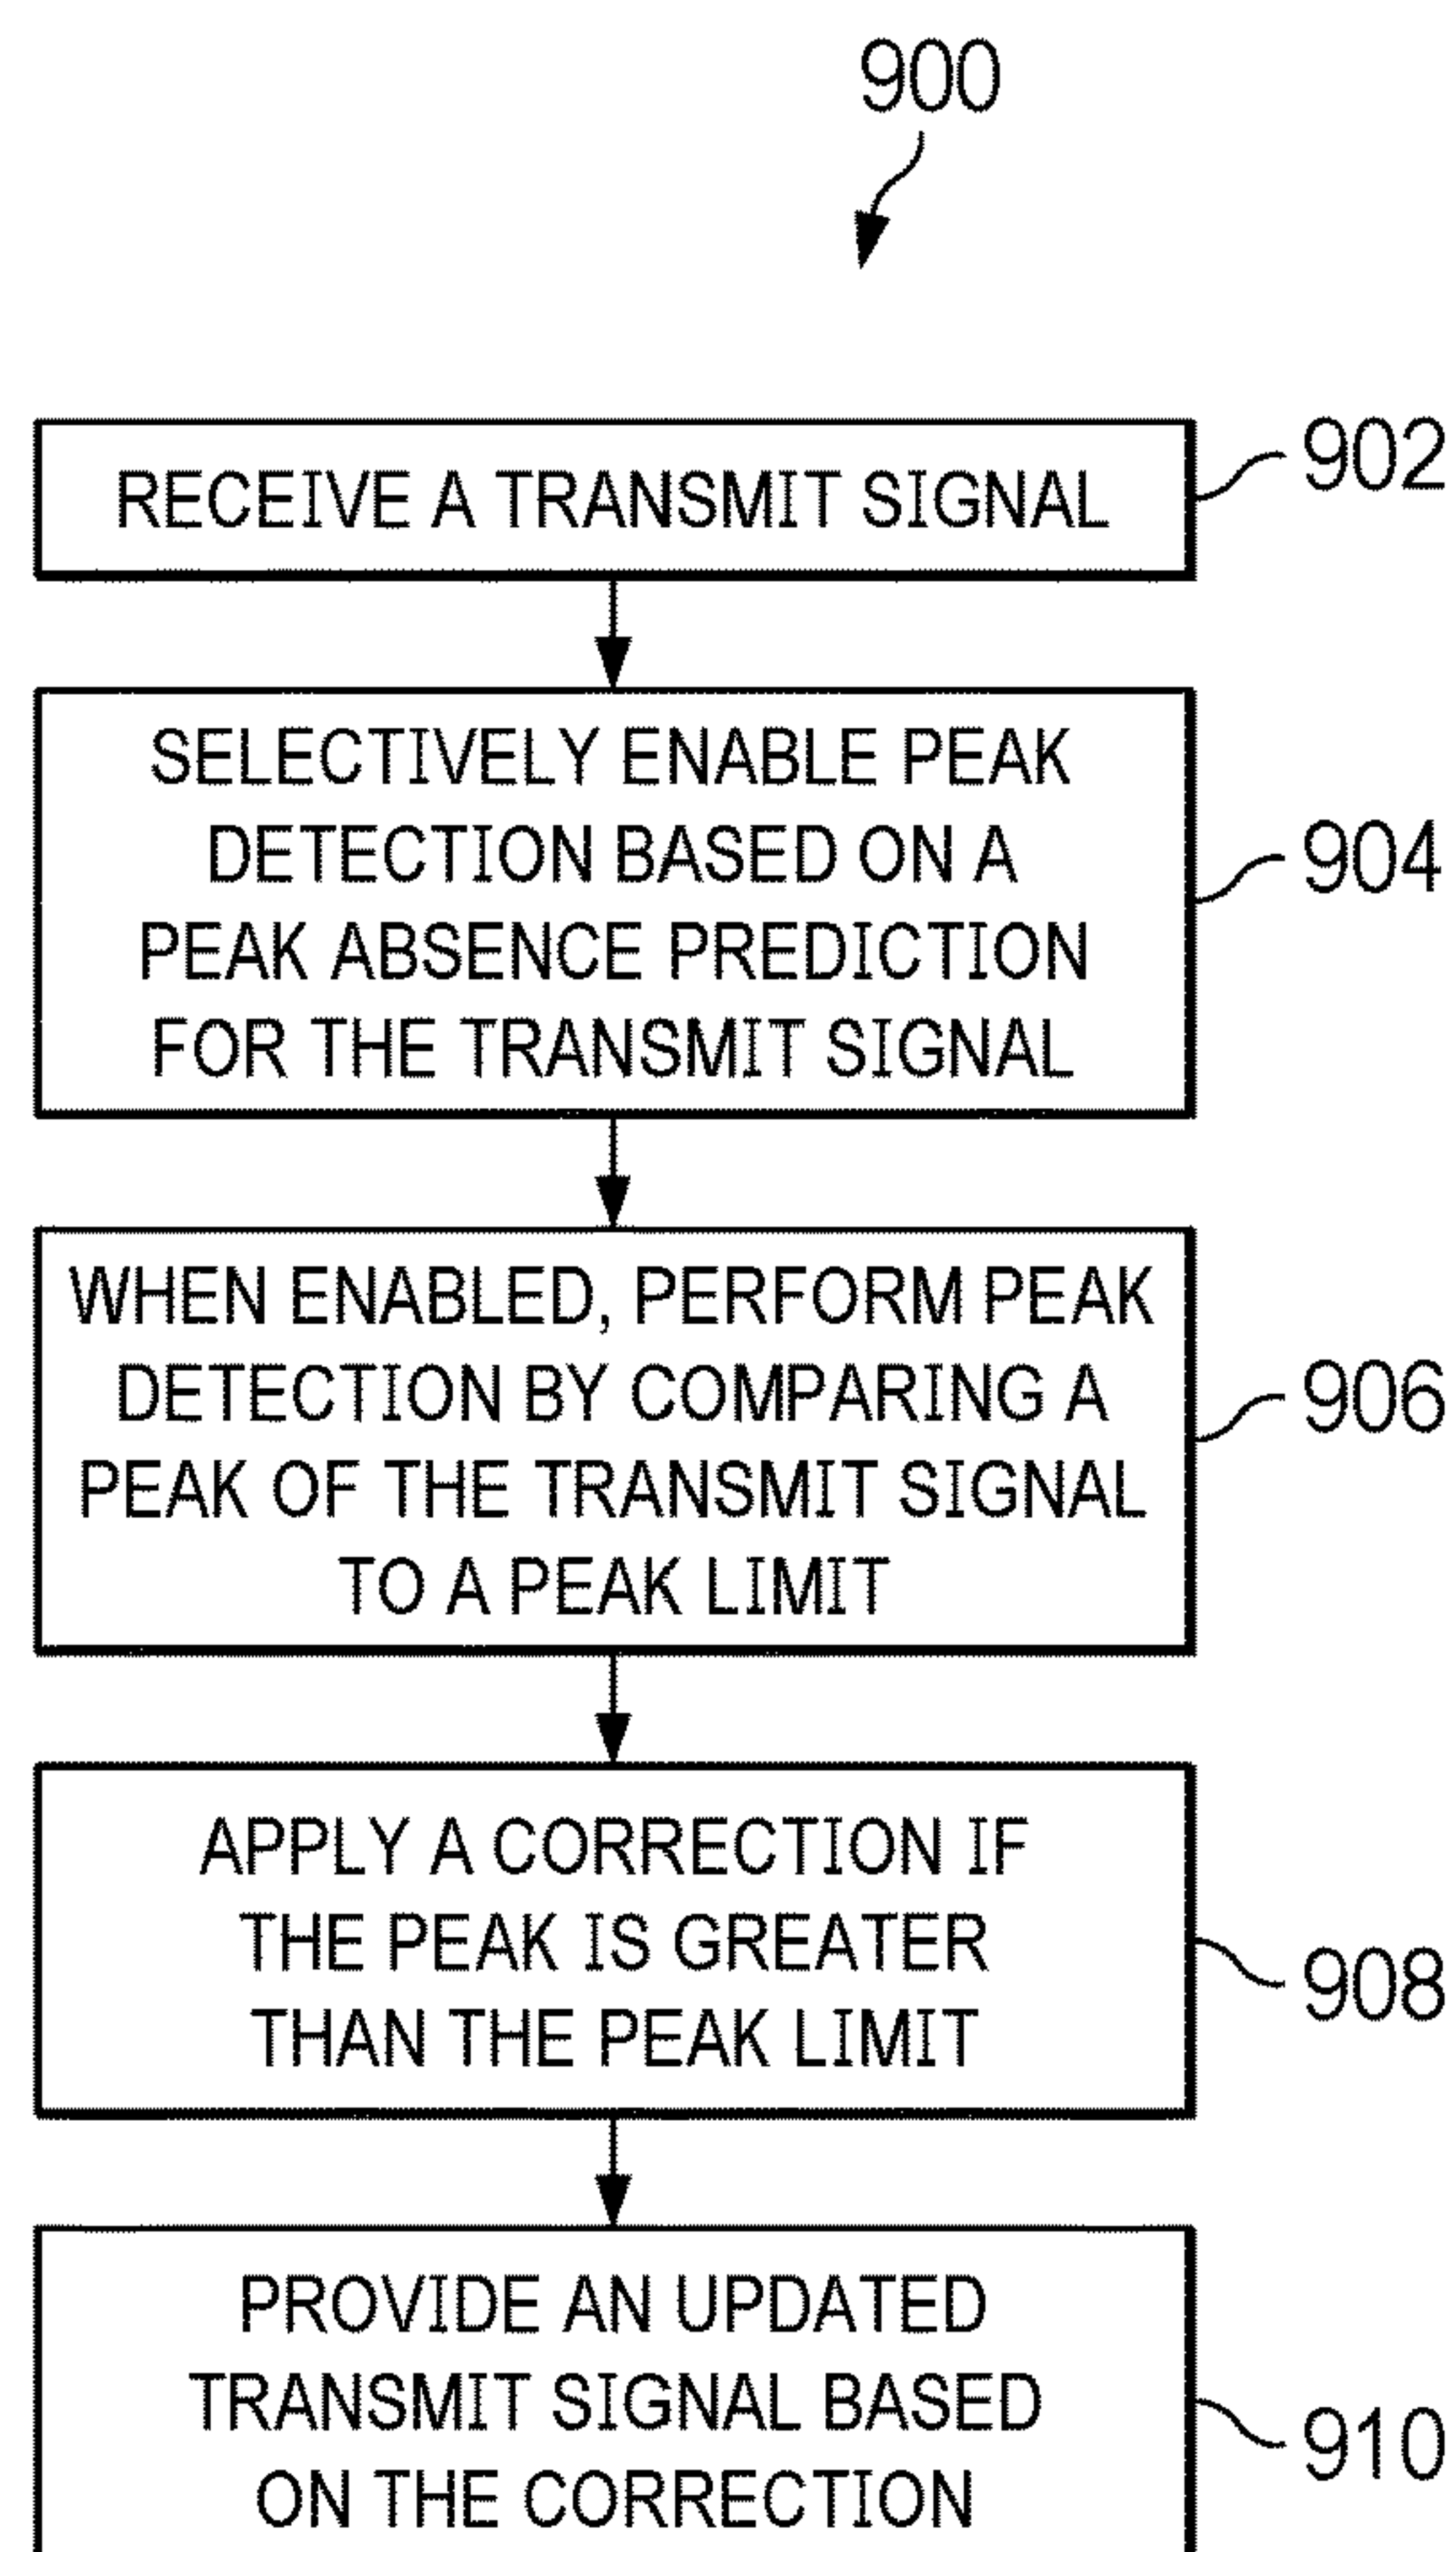 900
RECEIVE A TRANSMIT SIGNAL
902
SELECTIVELY ENABLE PEAK
DETECTION BASED ON A
PEAK ABSENCE PREDICTION
FOR THE TRANSMIT SIGNAL
904
WHEN ENABLED, PERFORM PEAK
DETECTION BY COMPARING A
PEAK OF THE TRANSMIT SIGNAL
TO A PEAK LIMIT
906
APPLY A CORRECTION IF
THE PEAK IS GREATER
THAN THE PEAK LIMIT
908
PROVIDE AN UPDATED
TRANSMIT SIGNAL BASED
ON THE CORRECTION
910